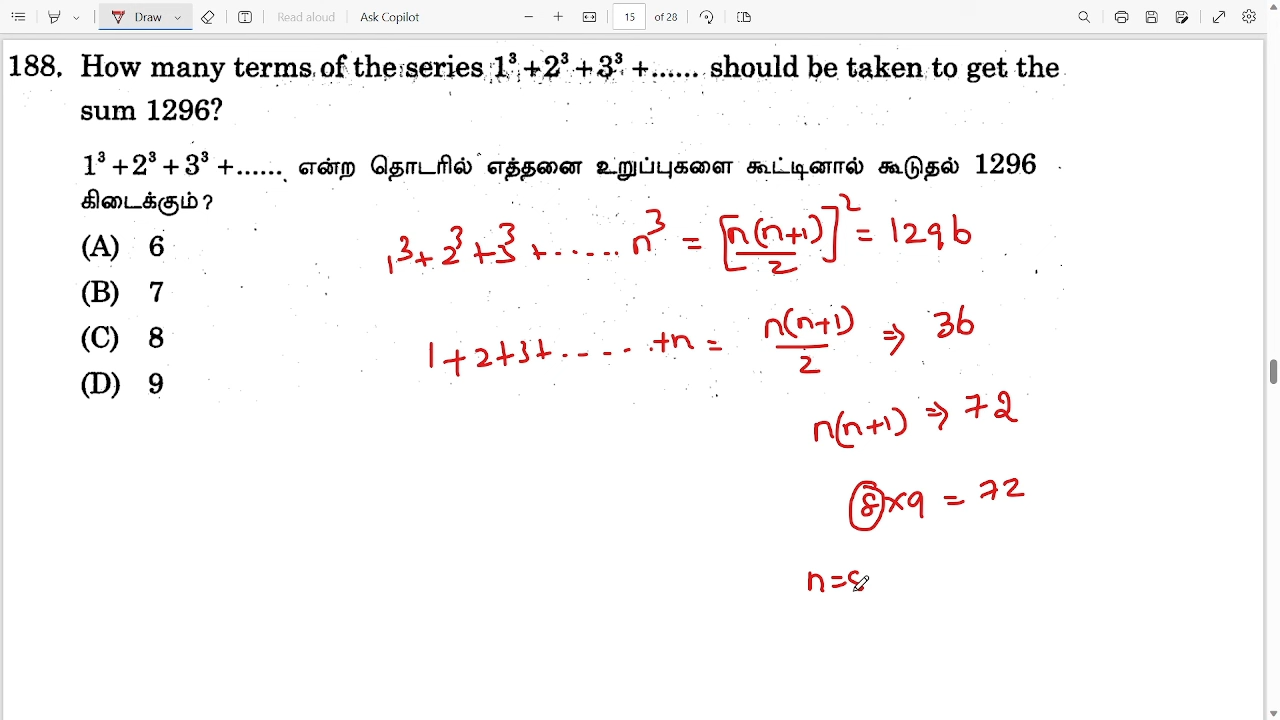 Draw Read aloud Ask Copilot 15 of 28
188. How many terms of the series 1³+2³+3³+...... should be taken to get the
sum 1296?
1³+2³+3³+...... என்ற தொடரில் எத்தனை உறுப்புகளை கூட்டினால் கூடுதல் 1296
கிடைக்கும்?
1³+2³+3³+......n³ = [n(n+1)/2]² = 1296
(A) 6
(B) 7
(C) 8
1+2+3+.......+n = n(n+1)/2 ⇒ 36
(D) 9
n(n+1) ⇒ 72
8×9 = 72
n=8